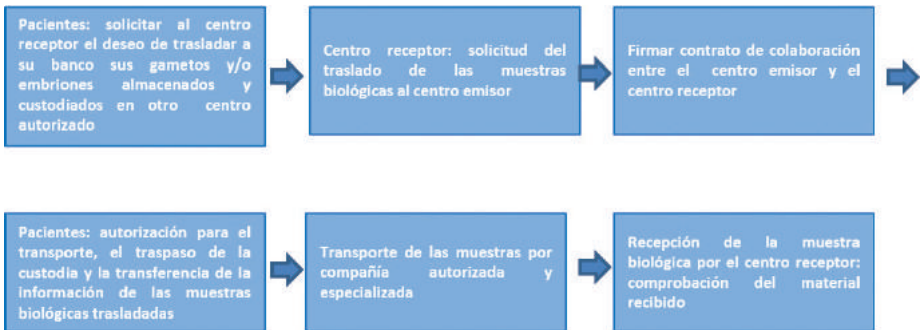 Pacientes: solicitar al centro
receptor el deseo de trasladar a
su banco sus gametos y/o
embriones almacenados y
custodiados en otro centro
autorizado
Centro receptor: solicitud del
traslado de las muestras
biológicas al centro emisor
Firmar contrato de colaboración
entre el centro emisor y el
centro receptor
Pacientes: autorización para el
transporte, el traspaso de la
custodia y la transferencia de la
información de las muestras
biológicas trasladadas
Transporte de las muestras por
compañía autorizada y
especializada
Recepción de la muestra
biológica por el centro receptor:
comprobación del material
recibido